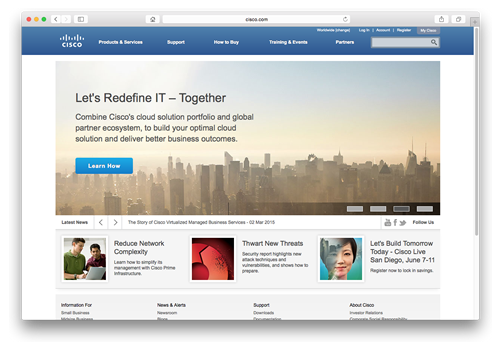 cisco.com
Worldwide [change] Log In | Account | Register My Cisco
CISCO
Products & Services Support How to Buy Training & Events Partners
Let's Redefine IT – Together
Combine Cisco's cloud solution portfolio and global
partner ecosystem, to build your optimal cloud
solution and deliver better business outcomes.
Learn How
Latest News The Story of Cisco Virtualized Managed Business Services - 02 Mar 2015 Follow Us
Reduce Network
Complexity
Learn how to simplify its
management with Cisco Prime
Infrastructure.
Thwart New Threats
Security report highlights new
attack techniques and
vulnerabilities, and shows how to
prepare.
Let's Build Tomorrow
Today - Cisco Live
San Diego, June 7-11
Register now to lock in savings.
Information For News & Alerts Support About Cisco
Small Business Newsroom Downloads Investor Relations
Midsize Business Blogs Documentation Corporate Social Responsibility